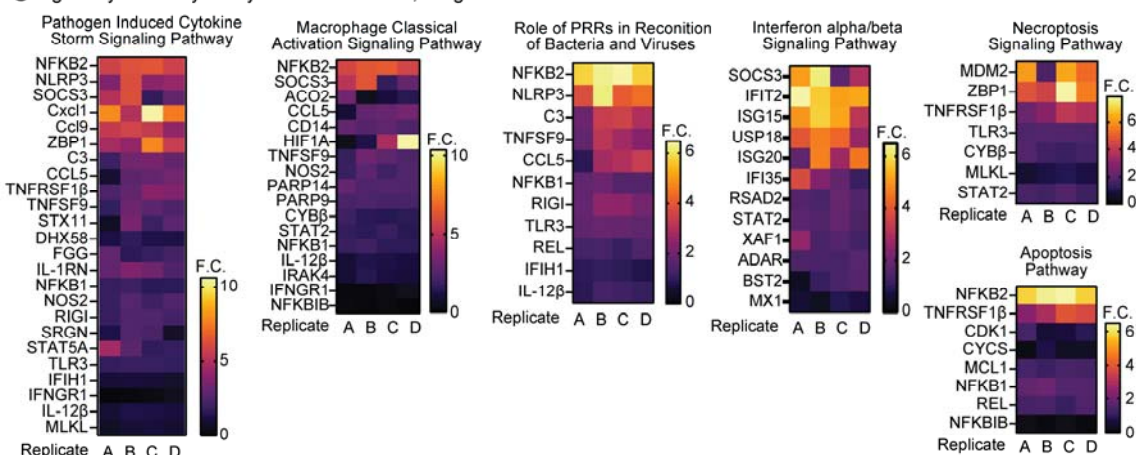 Pathogen Induced Cytokine
Storm Signaling Pathway
NFKB2
NLRP3
SOCS3
Cxcl1
Ccl9
ZBP1
C3
CCL5
TNFRSF1β
TNFSF9
STX11
DHX58
FGG
IL-1RN
NFKB1
NOS2
RIGI
SRGN
STAT5A
TLR3
IFIH1
IFNGR1
IL-12β
MLKL
Replicate A B C D
F.C.
10
5
0
Macrophage Classical
Activation Signaling Pathway
NFKB2
SOCS3
ACO2
CCL5
CD14
HIF1A
TNFSF9
NOS2
PARP14
PARP9
CYBβ
STAT2
NFKB1
IL-12β
IRAK4
IFNGR1
NFKBIB
Replicate A B C D
F.C.
10
5
0
Role of PRRs in Reconition
of Bacteria and Viruses
NFKB2
NLRP3
C3
TNFSF9
CCL5
NFKB1
RIGI
TLR3
REL
IFIH1
IL-12β
Replicate A B C D
F.C.
6
4
2
0
Interferon alpha/beta
Signaling Pathway
SOCS3
IFIT2
ISG15
USP18
ISG20
IFI35
RSAD2
STAT2
XAF1
ADAR
BST2
MX1
Replicate A B C D
F.C.
6
4
2
0
Necroptosis
Signaling Pathway
MDM2
ZBP1
TNFRSF1β
TLR3
CYBβ
MLKL
STAT2
Replicate A B C D
F.C.
6
4
2
0
Apoptosis
Pathway
NFKB2
TNFRSF1β
CDK1
CYCS
MCL1
NFKB1
REL
NFKBIB
Replicate A B C D
F.C.
6
4
2
0